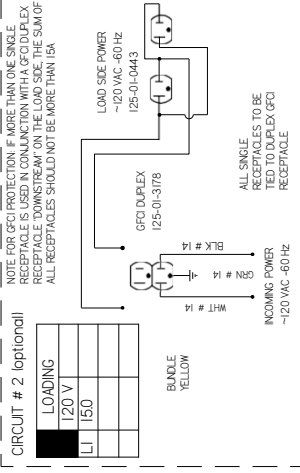 NOTE FOR GFCI PROTECTION: IF MORE THAN ONE SINGLE
RECEPTACLE IS USED IN CONJUNCTION WITH A GFCI DUPLEX
RECEPTACLE "DOWNSTREAM" ON THE LOAD SIDE, THE SUM OF
ALL RECEPTACLES SHOULD NOT BE MORE THAN 15A
CIRCUIT # 2 (optional)
LOADING
120 V
L1 15.0
LOAD SIDE POWER
~120 VAC -60 Hz
125-01-0443
GFCI DUPLEX
125-01-3178
BLK # 14
GRN # 14
WHT # 14
BUNDLE
YELLOW
INCOMING POWER
~120 VAC -60 Hz
ALL SINGLE
RECEPTACLES TO BE
TIED TO DUPLEX GFCI
RECEPTACLE